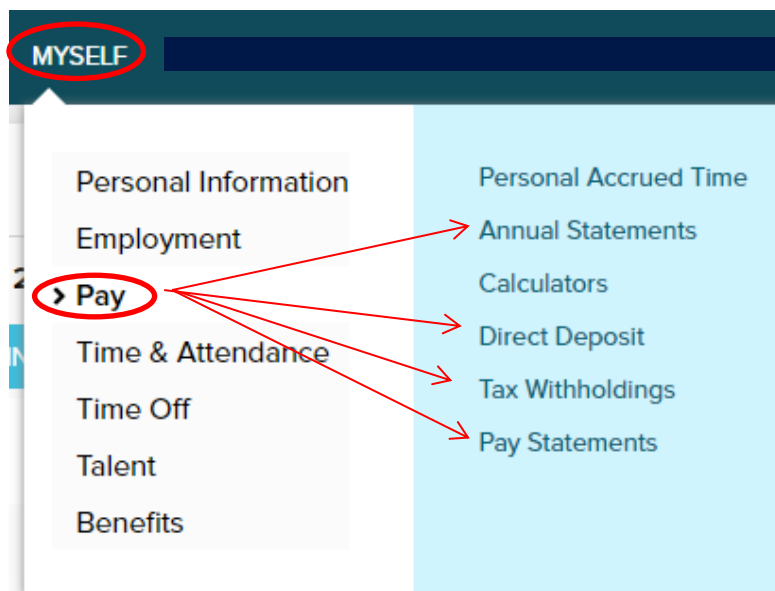 MYSELF
Personal Information
Employment
Pay
Time & Attendance
Time Off
Talent
Benefits
Personal Accrued Time
Annual Statements
Calculators
Direct Deposit
Tax Withholdings
Pay Statements